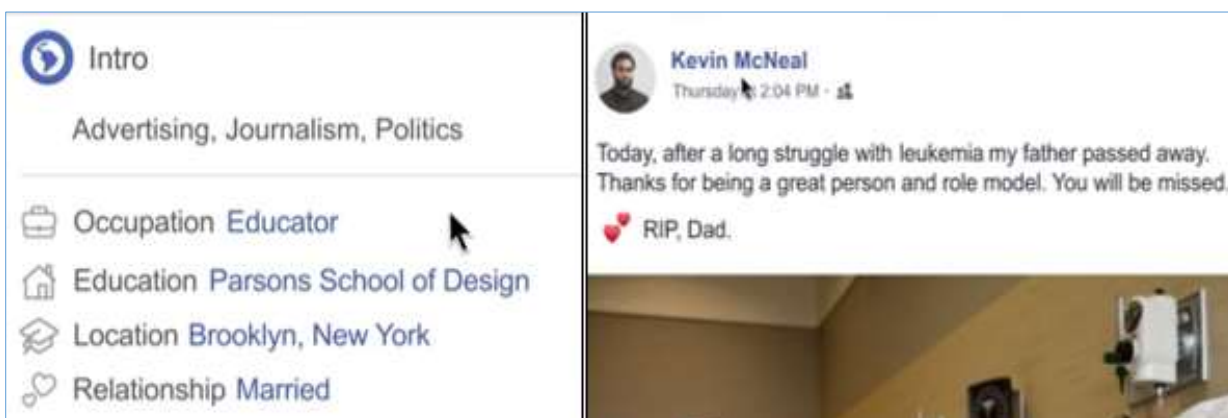 Intro
Advertising, Journalism, Politics
Occupation Educator
Education Parsons School of Design
Location Brooklyn, New York
Relationship Married
Kevin McNeal
Thursday 2:04 PM
Today, after a long struggle with leukemia my father passed away.
Thanks for being a great person and role model. You will be missed.
RIP, Dad.